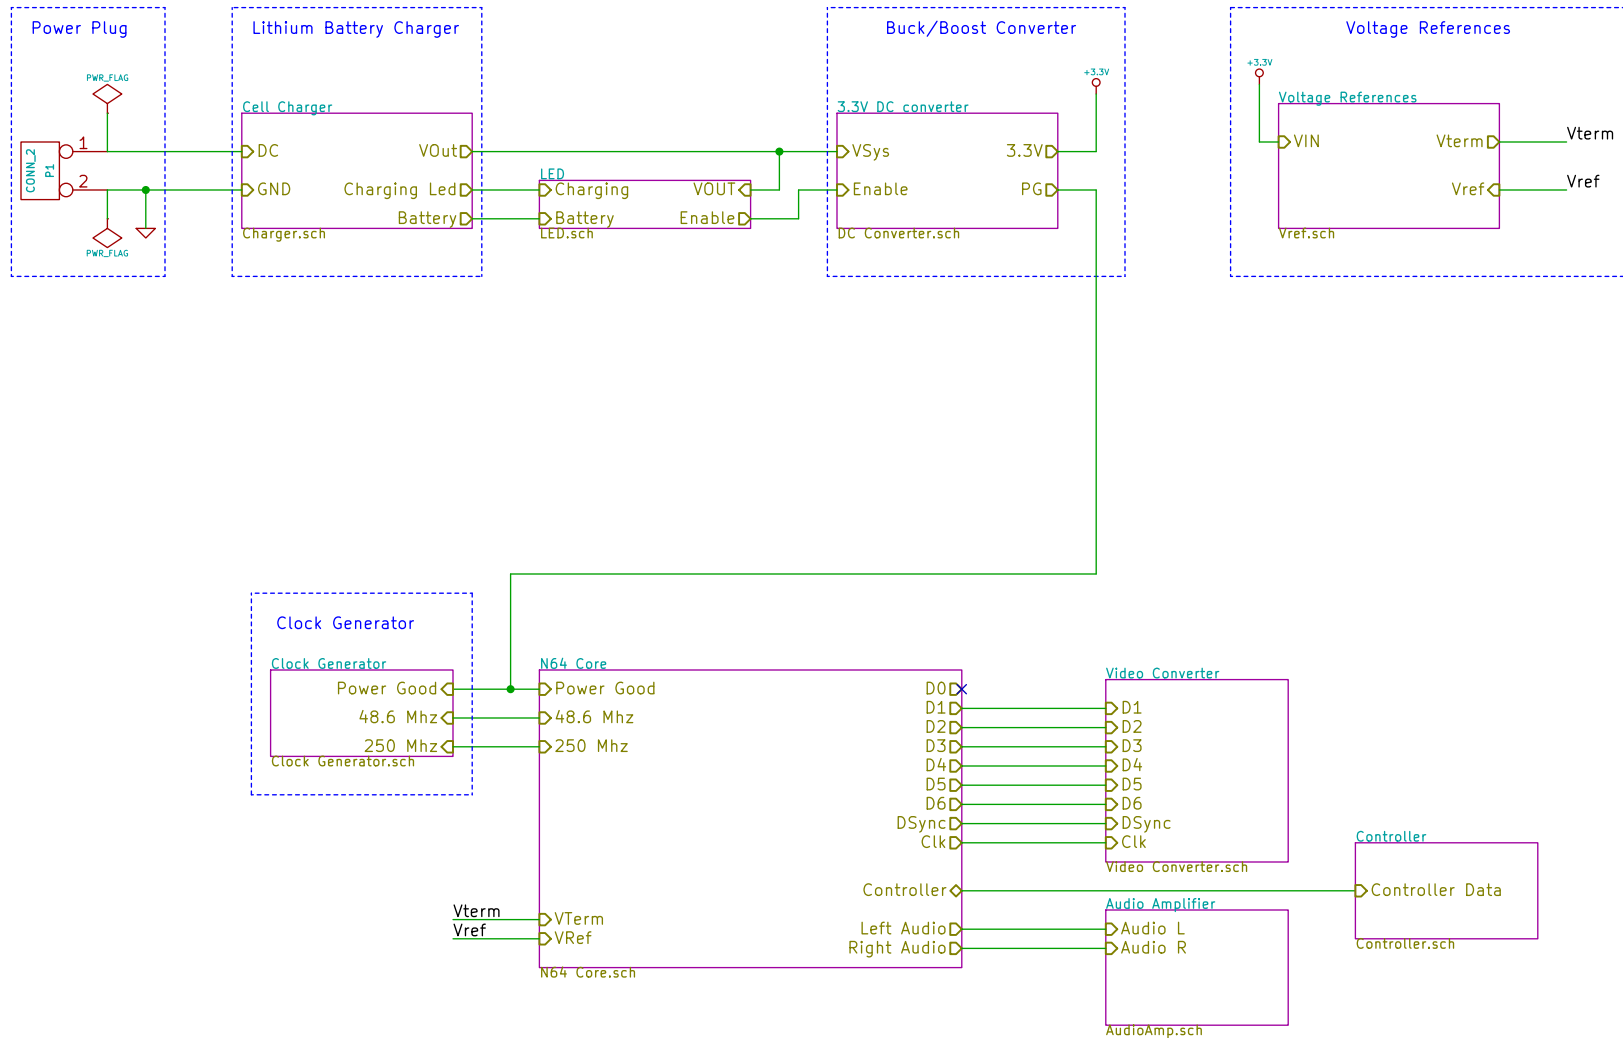 Power Plug
PWR_FLAG
CONN_2
P1
1
2
PWR_FLAG
Lithium Battery Charger
Cell Charger
DC
VOut
GND
Charging Led
Battery
Charger.sch
LED
Charging
VOUT
Battery
Enable
LED.sch
Buck/Boost Converter
+3.3V
3.3V DC converter
VSys
3.3V
Enable
PG
DC Converter.sch
Voltage References
+3.3V
Voltage References
VIN
Vterm
Vterm
Vref
Vref
Vref.sch
Clock Generator
Clock Generator
Power Good
48.6 Mhz
250 Mhz
Clock Generator.sch
N64 Core
Power Good
48.6 Mhz
250 Mhz
D0
D1
D2
D3
D4
D5
D6
DSync
Clk
Controller
Vterm
VTerm
Vref
VRef
Left Audio
Right Audio
N64 Core.sch
Video Converter
D1
D2
D3
D4
D5
D6
DSync
Clk
Video Converter.sch
Controller
Controller Data
Controller.sch
Audio Amplifier
Audio L
Audio R
AudioAmp.sch